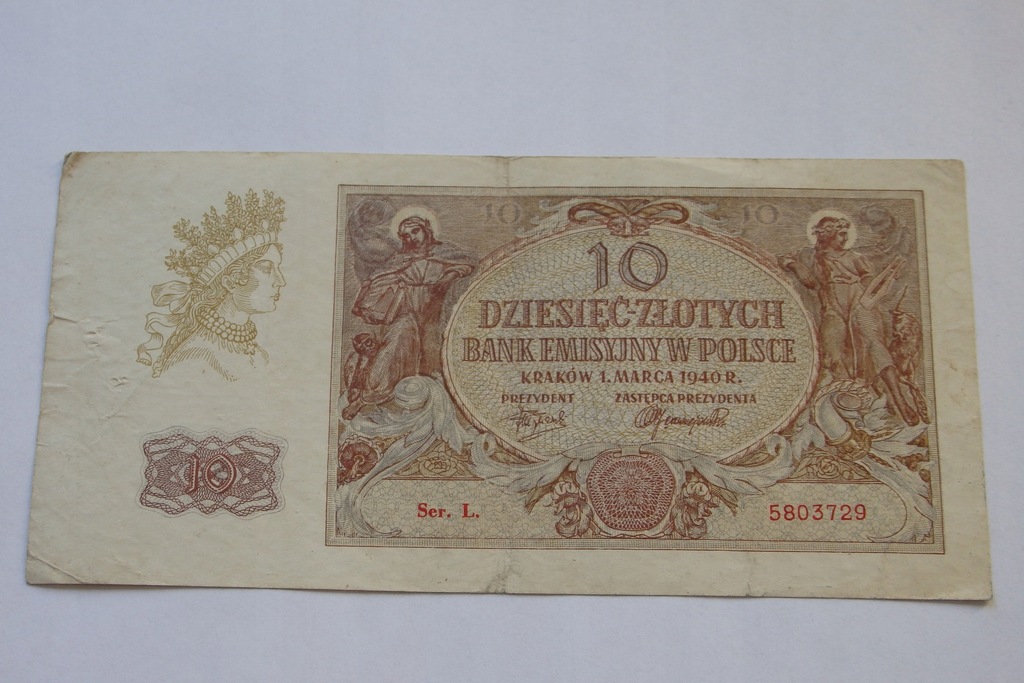 10 10
10
DZIESIĘĆ-ZŁOTYCH
BANK EMISYJNY W POLSCE
KRAKÓW 1. MARCA 1940 R.
PREZYDENT ZASTĘPCA PREZYDENTA
10
Ser. L. 5803729